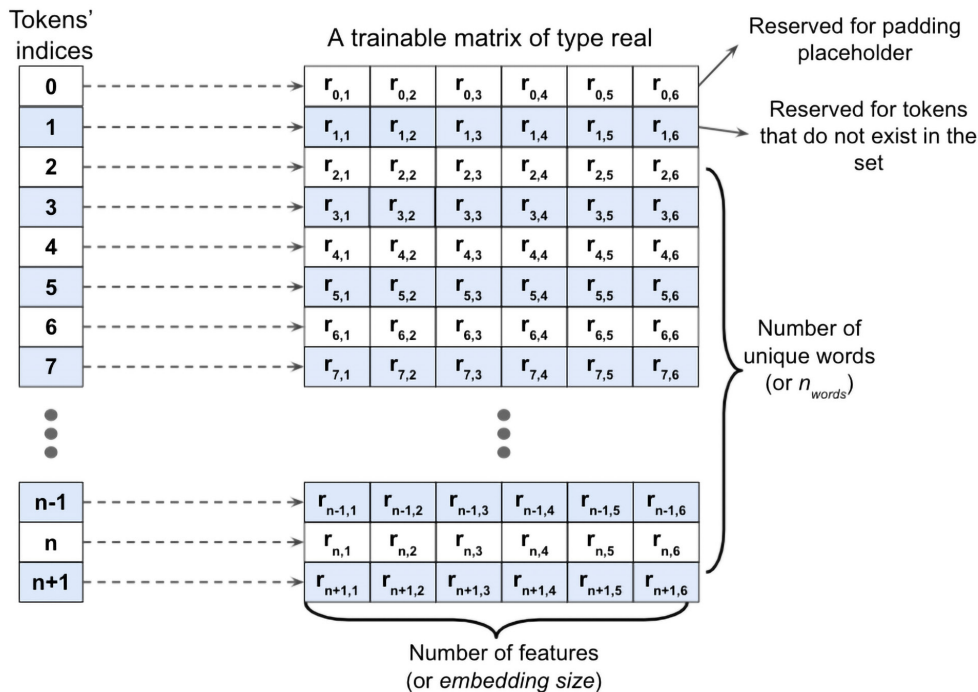 Tokens'
indices
A trainable matrix of type real
Reserved for padding
placeholder
0
r0,1 r0,2 r0,3 r0,4 r0,5 r0,6
1
r1,1 r1,2 r1,3 r1,4 r1,5 r1,6
Reserved for tokens
that do not exist in the
set
2
r2,1 r2,2 r2,3 r2,4 r2,5 r2,6
3
r3,1 r3,2 r3,3 r3,4 r3,5 r3,6
4
r4,1 r4,2 r4,3 r4,4 r4,5 r4,6
5
r5,1 r5,2 r5,3 r5,4 r5,5 r5,6
6
r6,1 r6,2 r6,3 r6,4 r6,5 r6,6
7
r7,1 r7,2 r7,3 r7,4 r7,5 r7,6
Number of
unique words
(or nwords)
n-1
rn-1,1 rn-1,2 rn-1,3 rn-1,4 rn-1,5 rn-1,6
n
rn,1 rn,2 rn,3 rn,4 rn,5 rn,6
n+1
rn+1,1 rn+1,2 rn+1,3 rn+1,4 rn+1,5 rn+1,6
Number of features
(or embedding size)